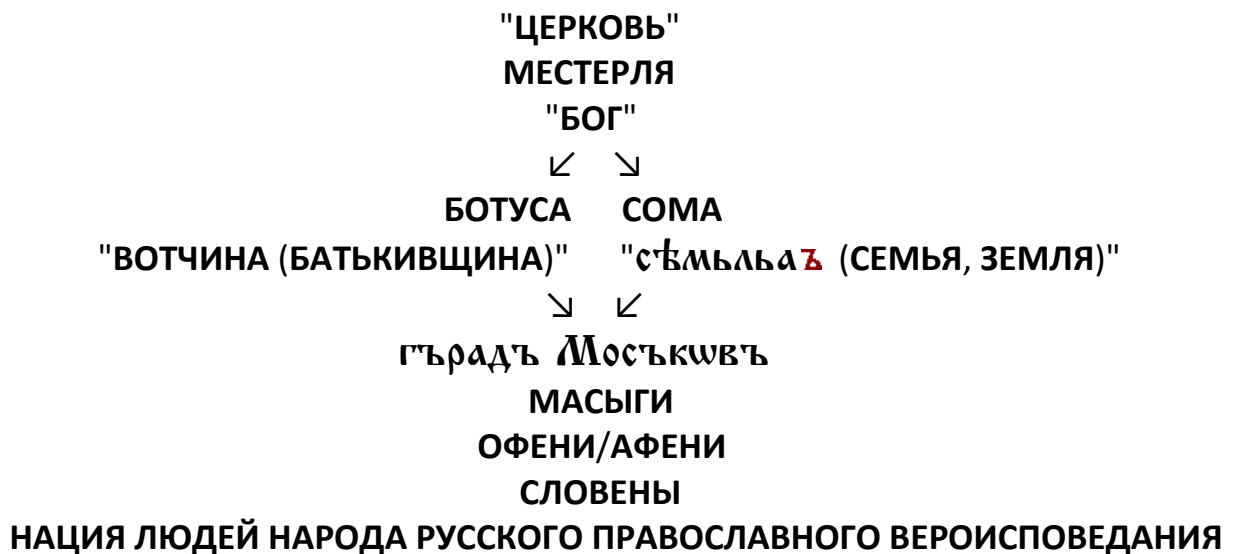 "ЦЕРКОВЬ"
МЕСТЕРЛЯ
"БОГ"
↙ ↘
БОТУСА СОМА
"ВОТЧИНА (БАТЬКИВЩИНА)" "сѣмьльаъ (СЕМЬЯ, ЗЕМЛЯ)"
↘ ↙
гърадъ Мосъкѡвъ
МАСЫГИ
ОФЕНИ/АФЕНИ
СЛОВЕНЫ
НАЦИЯ ЛЮДЕЙ НАРОДА РУССКОГО ПРАВОСЛАВНОГО ВЕРОИСПОВЕДАНИЯ